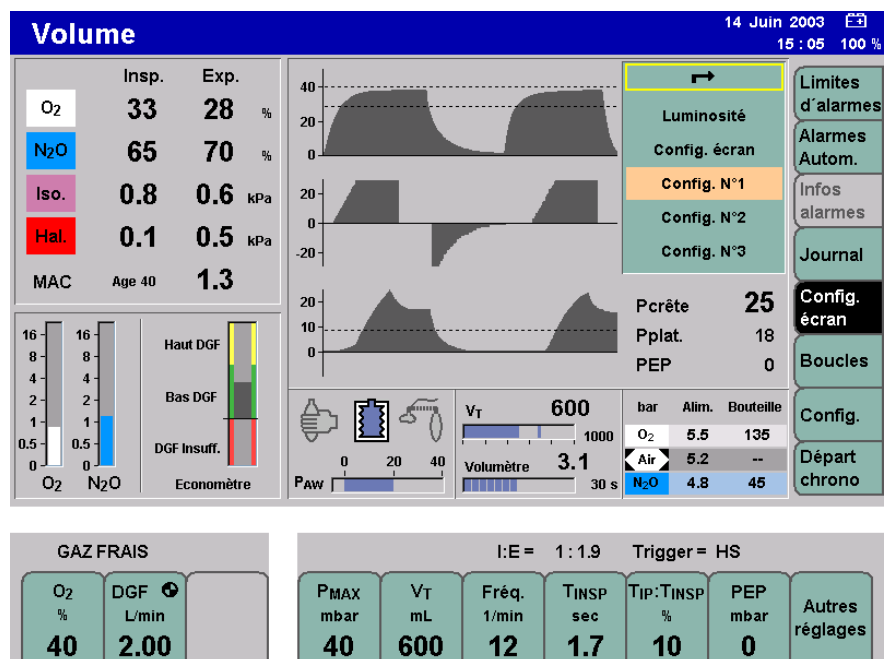 Volume
14 Juin 2003
15 : 05 100 %
Insp. Exp.
O2 33 28 %
N2O 65 70 %
Iso. 0.8 0.6 kPa
Hal. 0.1 0.5 kPa
MAC Age 40 1.3
40
20
0
20
0
-20
20
10
0
Luminosité
Config. écran
Config. N°1
Config. N°2
Config. N°3
Pcrête 25
Pplat. 18
PEP 0
Limites d´alarmes
Alarmes Autom.
Infos alarmes
Journal
Config. écran
Boucles
Config.
Départ chrono
16 16
8 8
4 4
2 2
1 1
0.5 0.5
0 0
O2 N2O
Haut DGF
Bas DGF
DGF Insuff.
Economètre
0 20 40
PAW
VT 600
1000
Volumètre 3.1
30 s
bar Alim. Bouteille
O2 5.5 135
Air 5.2 --
N2O 4.8 45
GAZ FRAIS
O2 % 40
DGF L/min 2.00
I:E = 1 : 1.9 Trigger = HS
PMAX mbar 40
VT mL 600
Fréq. 1/min 12
TINSP sec 1.7
TIP:TINSP % 10
PEP mbar 0
Autres réglages